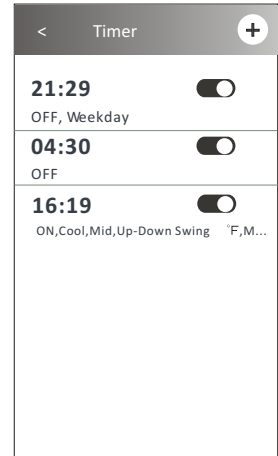 < Timer +
21:29
OFF, Weekday
04:30
OFF
16:19
ON,Cool,Mid,Up-Down Swing °F,M...